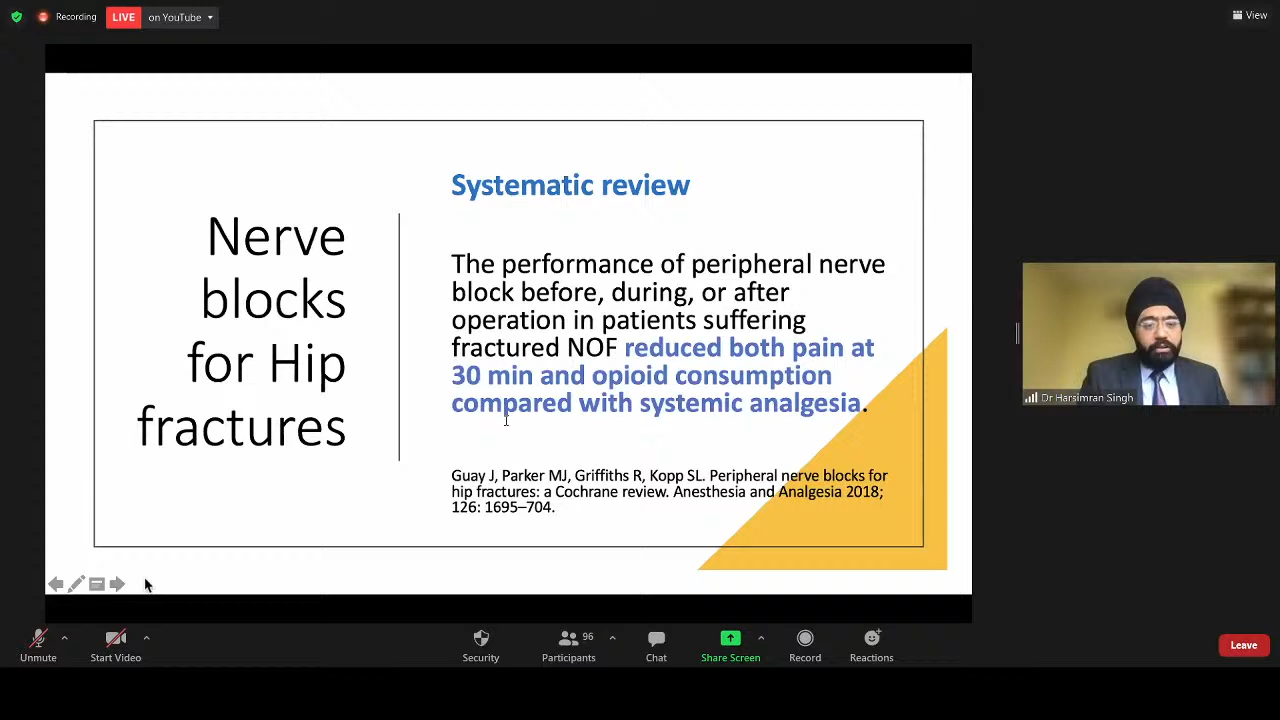 Recording
LIVE
on YouTube
View
Nerve
blocks
for Hip
fractures
Systematic review
The performance of peripheral nerve
block before, during, or after
operation in patients suffering
fractured NOF reduced both pain at
30 min and opioid consumption
compared with systemic analgesia.
Guay J, Parker MJ, Griffiths R, Kopp SL. Peripheral nerve blocks for
hip fractures: a Cochrane review. Anesthesia and Analgesia 2018;
126: 1695–704.
Dr Harsimran Singh
Unmute
Start Video
Security
96
Participants
Chat
Share Screen
Record
Reactions
Leave